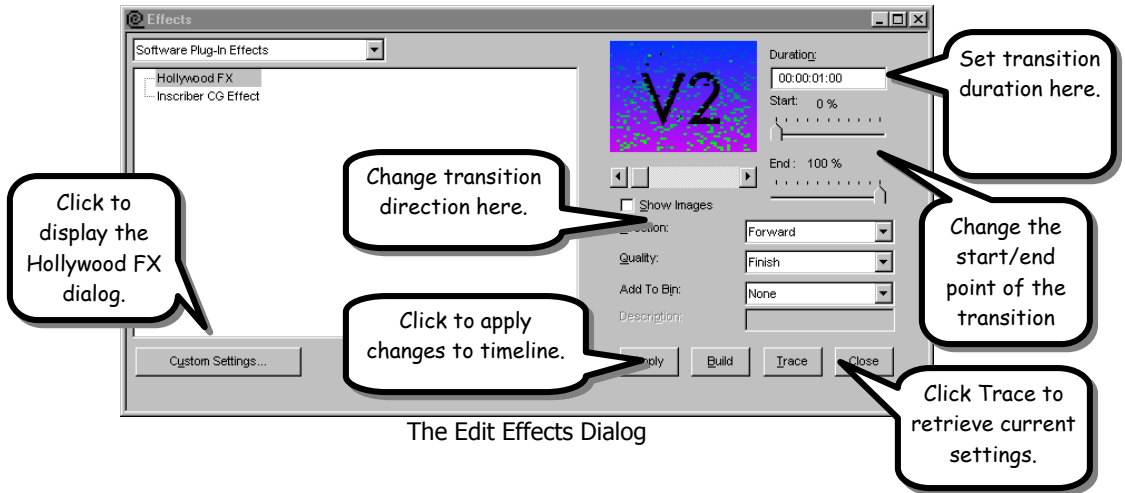 Effects
Software Plug-In Effects
Hollywood FX
Inscriber CG Effect
V2
Duration:
00:00:01:00
Start: 0 %
End : 100 %
Show Images
Forward
Quality:
Finish
Add To Bin:
None
Description:
Custom Settings...
Build
Trace
Close
Set transition
duration here.
Change transition
direction here.
Click to
display the
Hollywood FX
dialog.
Change the
start/end
point of the
transition
Click to apply
changes to timeline.
Click Trace to
retrieve current
settings.
The Edit Effects Dialog